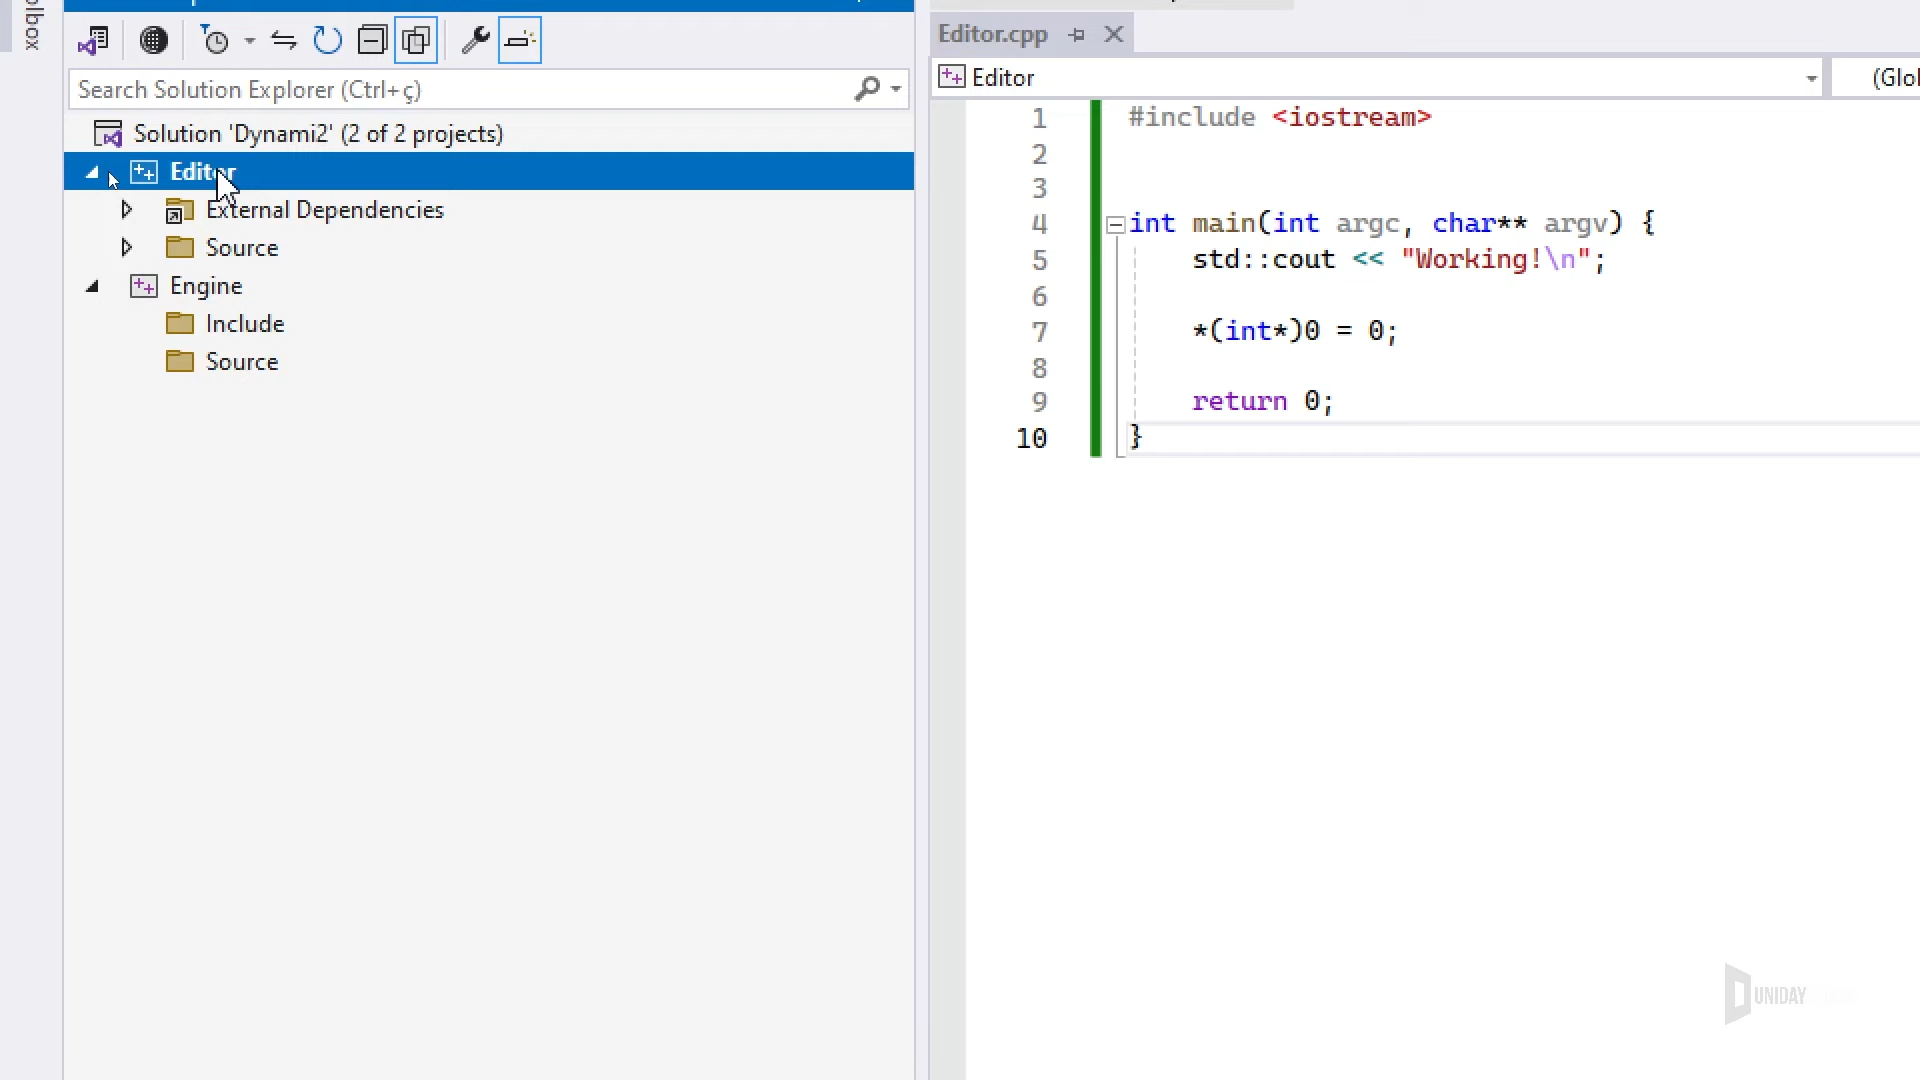 Editor.cpp
Search Solution Explorer (Ctrl+ç)
Solution 'Dynami2' (2 of 2 projects)
Editor
External Dependencies
Source
Engine
Include
Source
Editor
1 #include <iostream>
2
3
4 int main(int argc, char** argv) {
5 std::cout << "Working!\n";
6
7 *(int*)0 = 0;
8
9 return 0;
10 }
UNIDAY